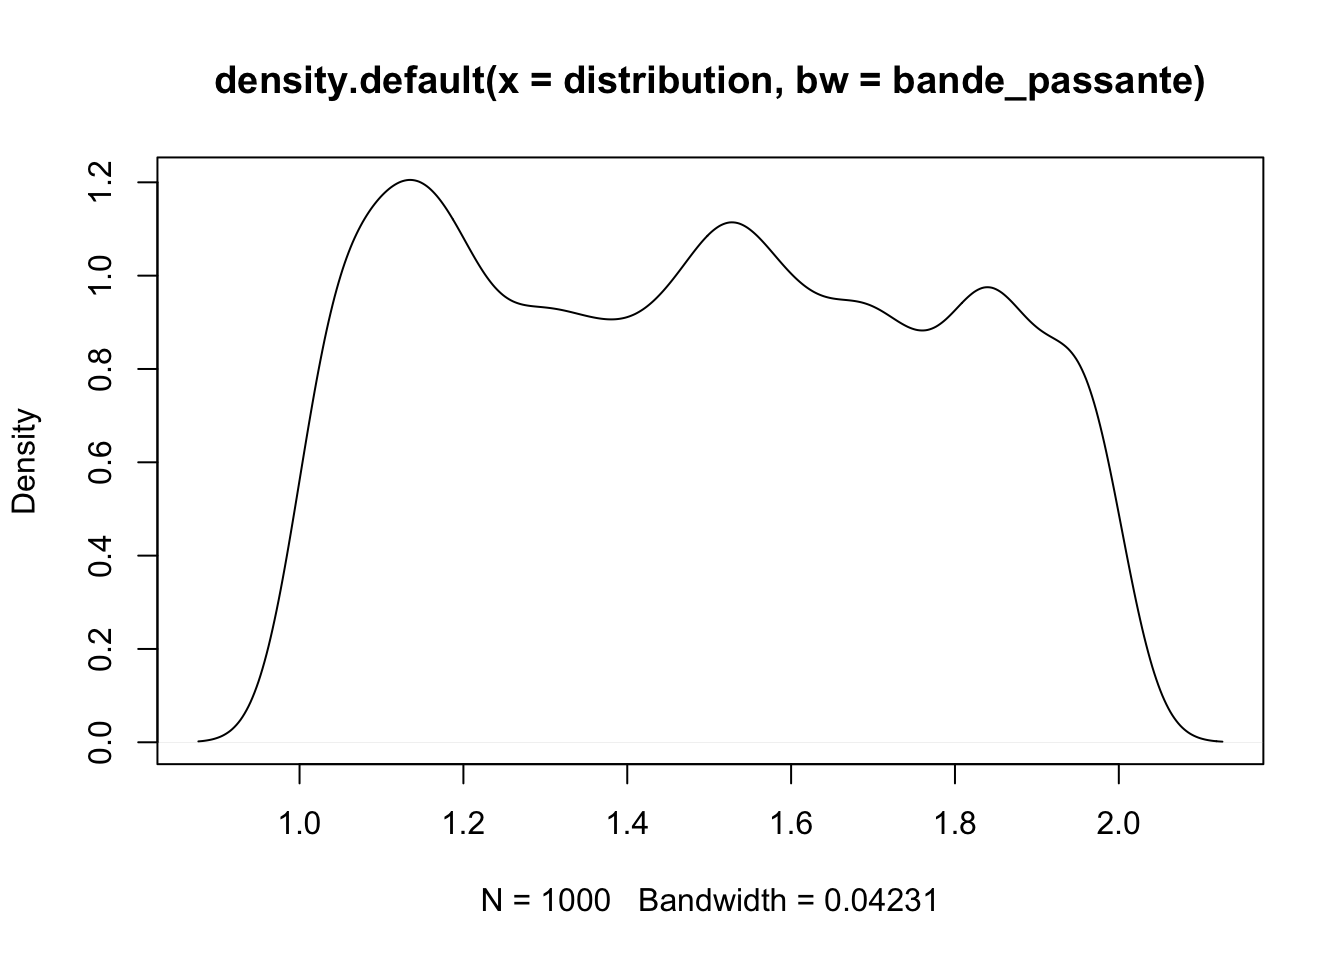 density.default(x = distribution, bw = bande_passante)
1.2
1.0
0.8
0.6
0.4
0.2
0.0
Density
1.0 1.2 1.4 1.6 1.8 2.0
N = 1000 Bandwidth = 0.04231